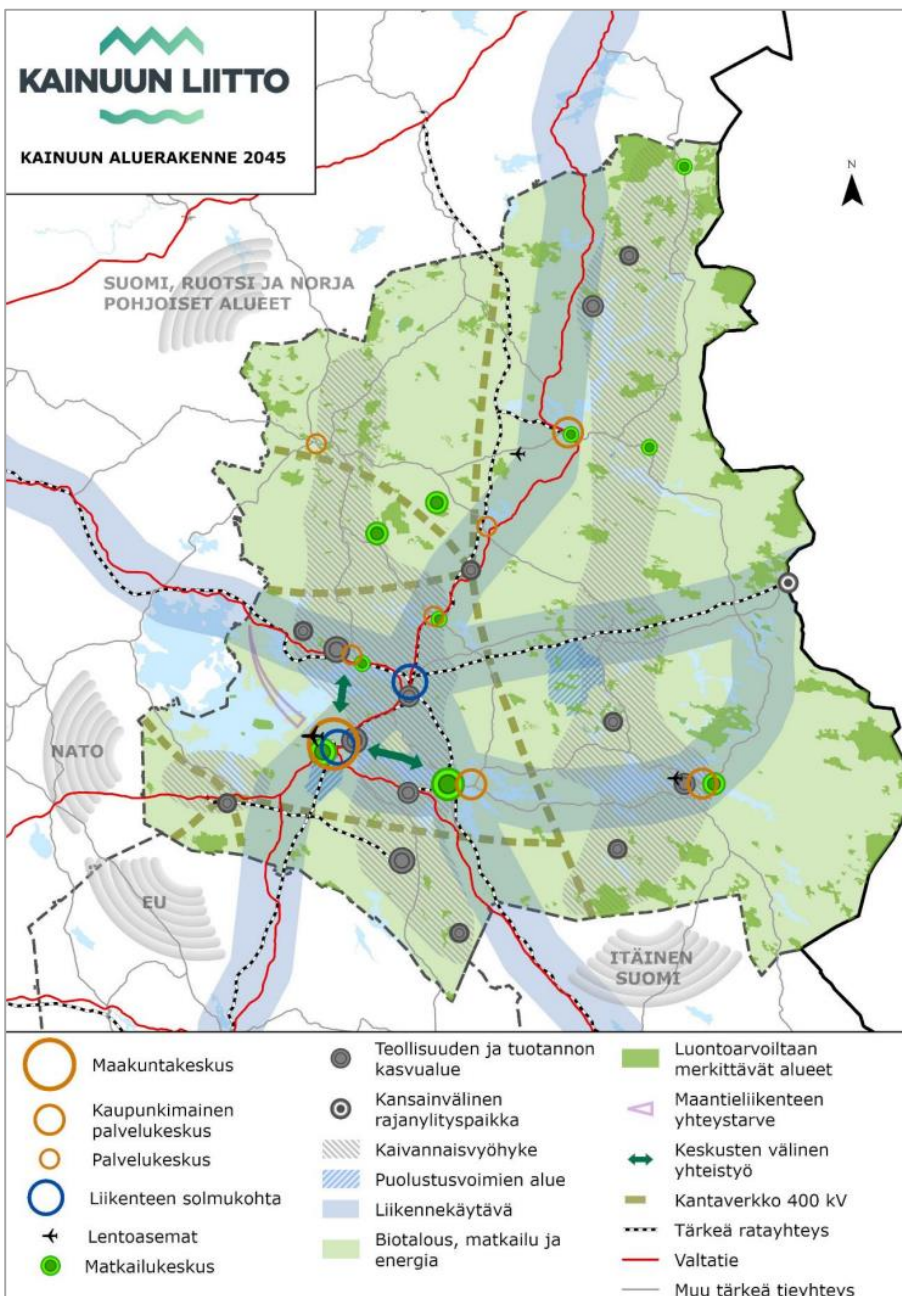 KAINUUN LIITTO
KAINUUN ALUERAKENNE 2045
N
SUOMI, RUOTSI JA NORJA
POHJOISET ALUEET
NATO
EU
ITÄINEN
SUOMI
Maakuntakeskus
Kaupunkimainen
palvelukeskus
Palvelukeskus
Liikenteen solmukohta
Lentoasemat
Matkailukeskus
Teollisuuden ja tuotannon
kasvualue
Kansainvälinen
rajanylityspaikka
Kaivannaisvyöhyke
Puolustusvoimien alue
Liikennekäytävä
Biotalous, matkailu ja
energia
Luontoarvoiltaan
merkittävät alueet
Maantieliikenteen
yhteystarve
Keskusten välinen
yhteistyö
Kantaverkko 400 kV
Tärkeä ratayhteys
Valtatie
Muu tärkeä tieyhteys